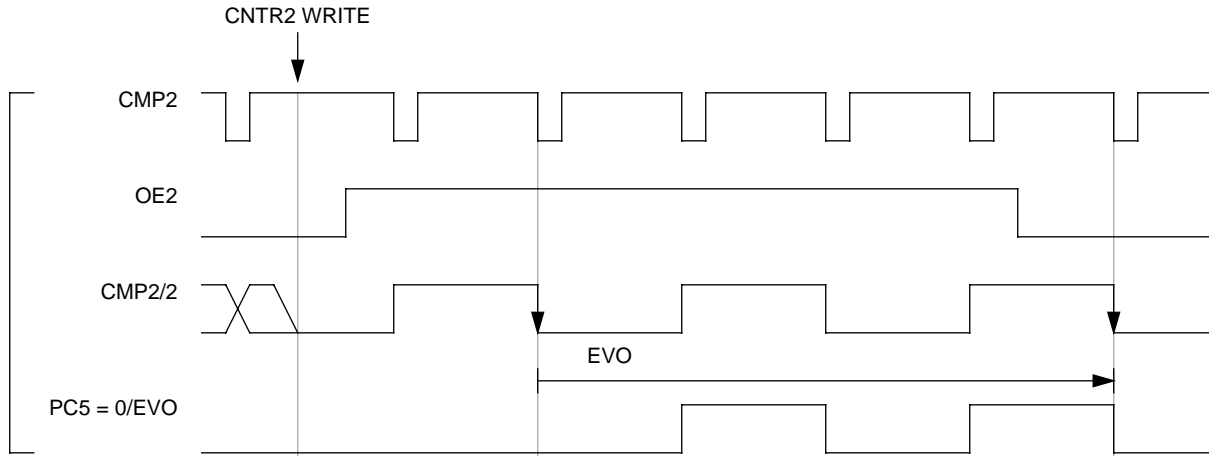 CNTR2 WRITE
CMP2
OE2
CMP2/2
EVO
PC5 = 0/EVO